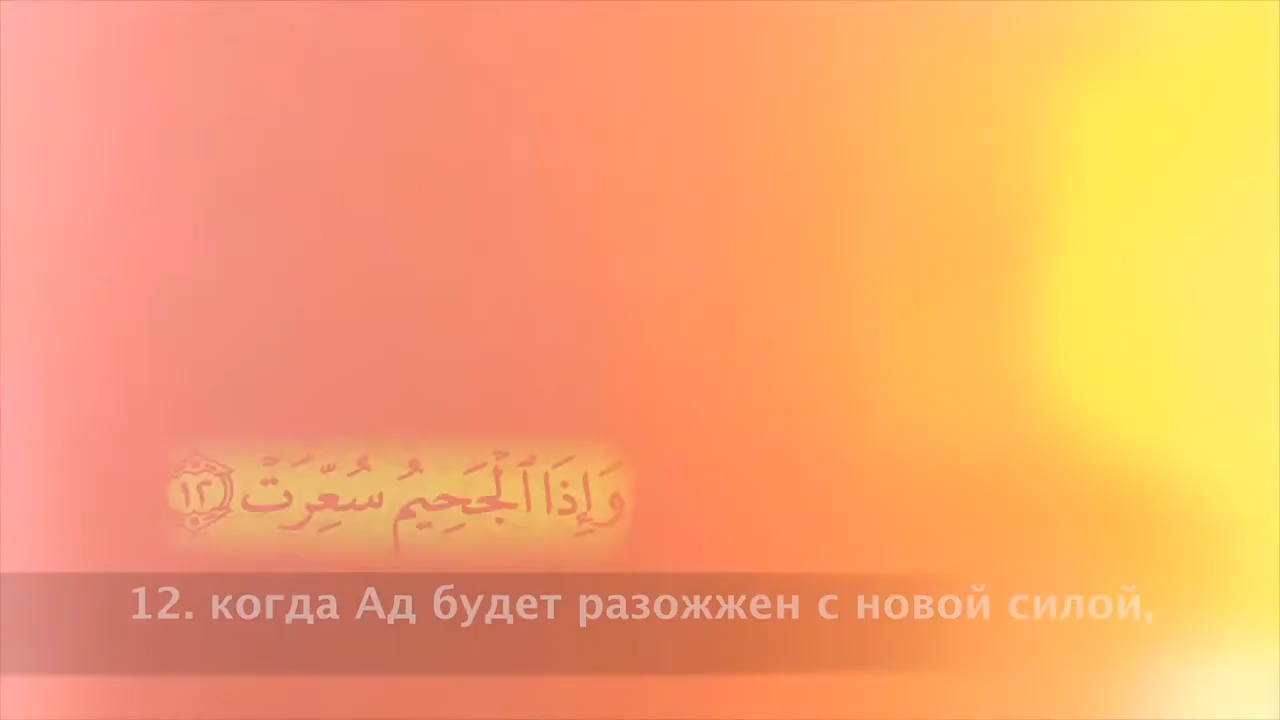 وَإِذَا ٱلْجَحِيمُ سُعِّرَتْ ١٢
12. когда Ад будет разожжен с новой силой,